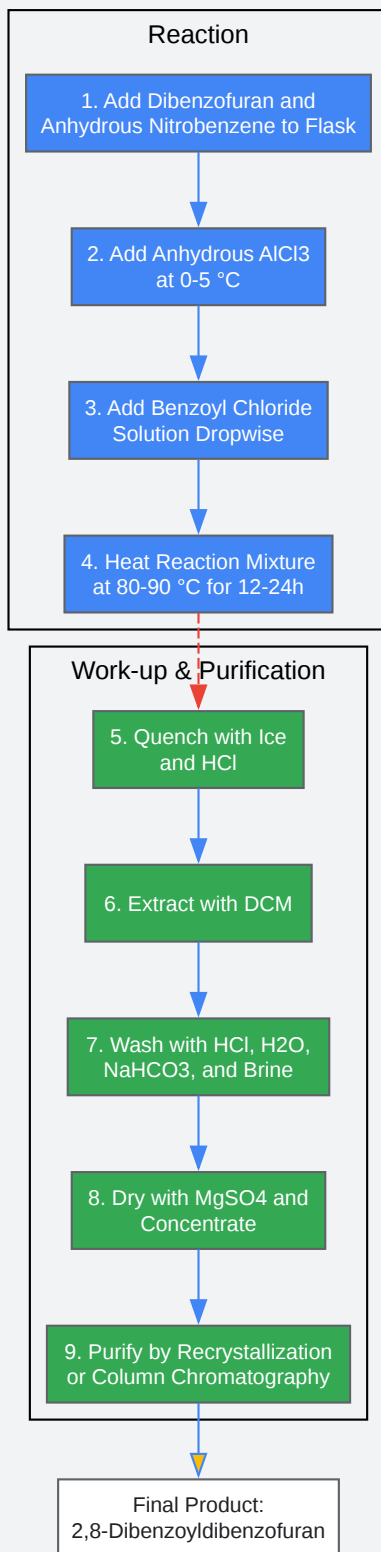 Reaction
1. Add Dibenzofuran and
Anhydrous Nitrobenzene to Flask
2. Add Anhydrous AlCl3
at 0-5 °C
3. Add Benzoyl Chloride
Solution Dropwise
4. Heat Reaction Mixture
at 80-90 °C for 12-24h
Work-up & Purification
5. Quench with Ice
and HCl
6. Extract with DCM
7. Wash with HCl, H2O,
NaHCO3, and Brine
8. Dry with MgSO4 and
Concentrate
9. Purify by Recrystallization
or Column Chromatography
Final Product:
2,8-Dibenzoyldibenzofuran